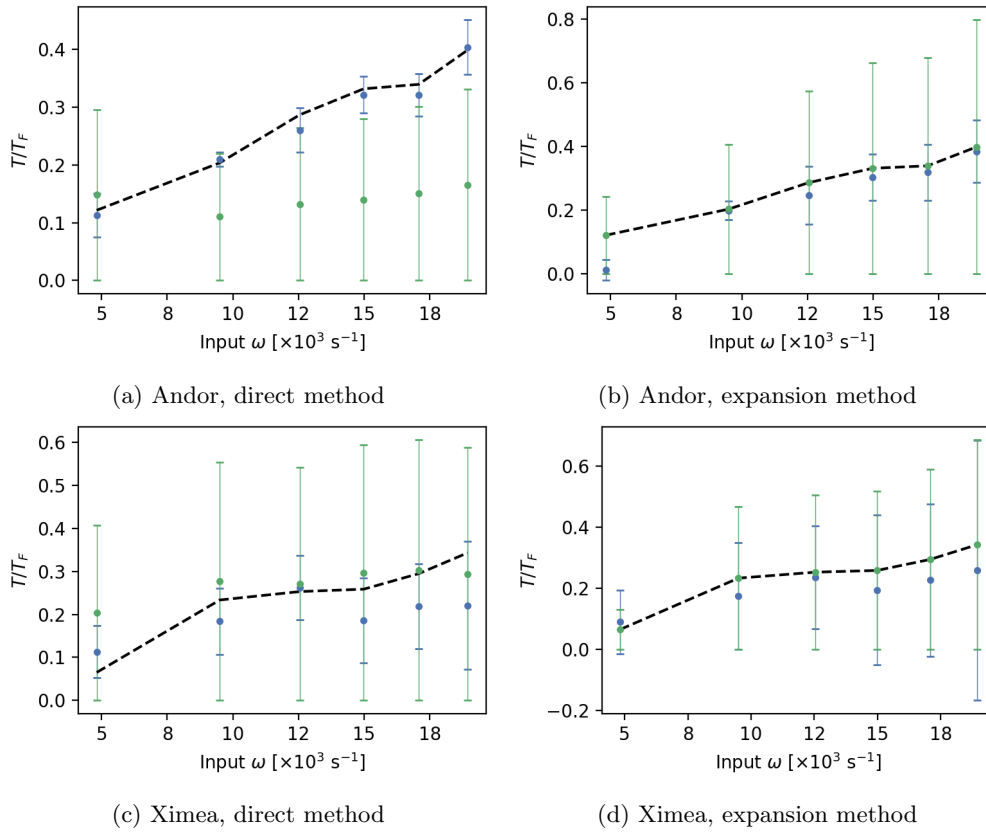 0.4
0.3
0.2
0.1
0.0
T/T_F
5 8 10 12 15 18
Input ω [×10³ s⁻¹]
(a) Andor, direct method
0.8
0.6
0.4
0.2
0.0
T/T_F
5 8 10 12 15 18
Input ω [×10³ s⁻¹]
(b) Andor, expansion method
0.6
0.5
0.4
0.3
0.2
0.1
0.0
T/T_F
5 8 10 12 15 18
Input ω [×10³ s⁻¹]
(c) Ximea, direct method
0.6
0.4
0.2
0.0
−0.2
T/T_F
5 8 10 12 15 18
Input ω [×10³ s⁻¹]
(d) Ximea, expansion method